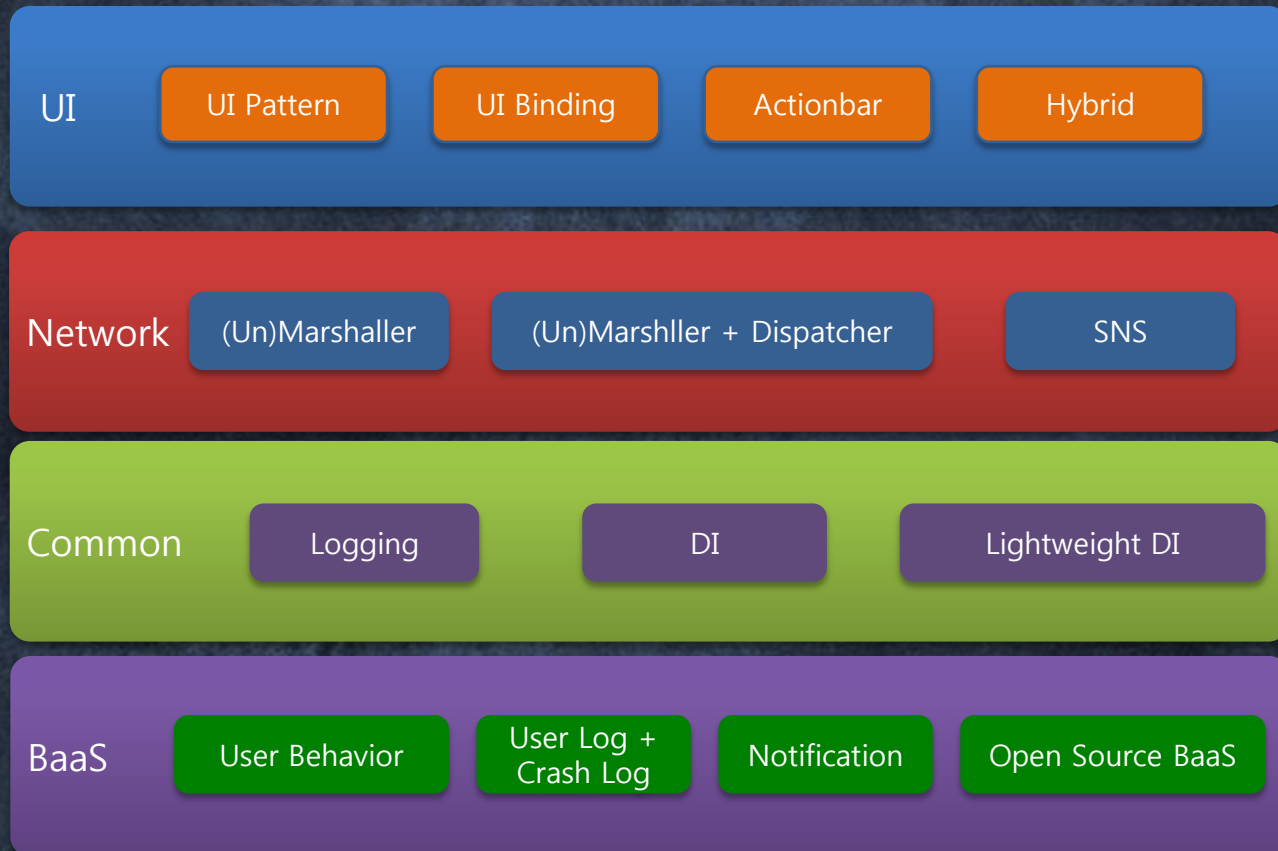 UI
UI Pattern
UI Binding
Actionbar
Hybrid
Network
(Un)Marshaller
(Un)Marshller + Dispatcher
SNS
Common
Logging
DI
Lightweight DI
BaaS
User Behavior
User Log +
Crash Log
Notification
Open Source BaaS